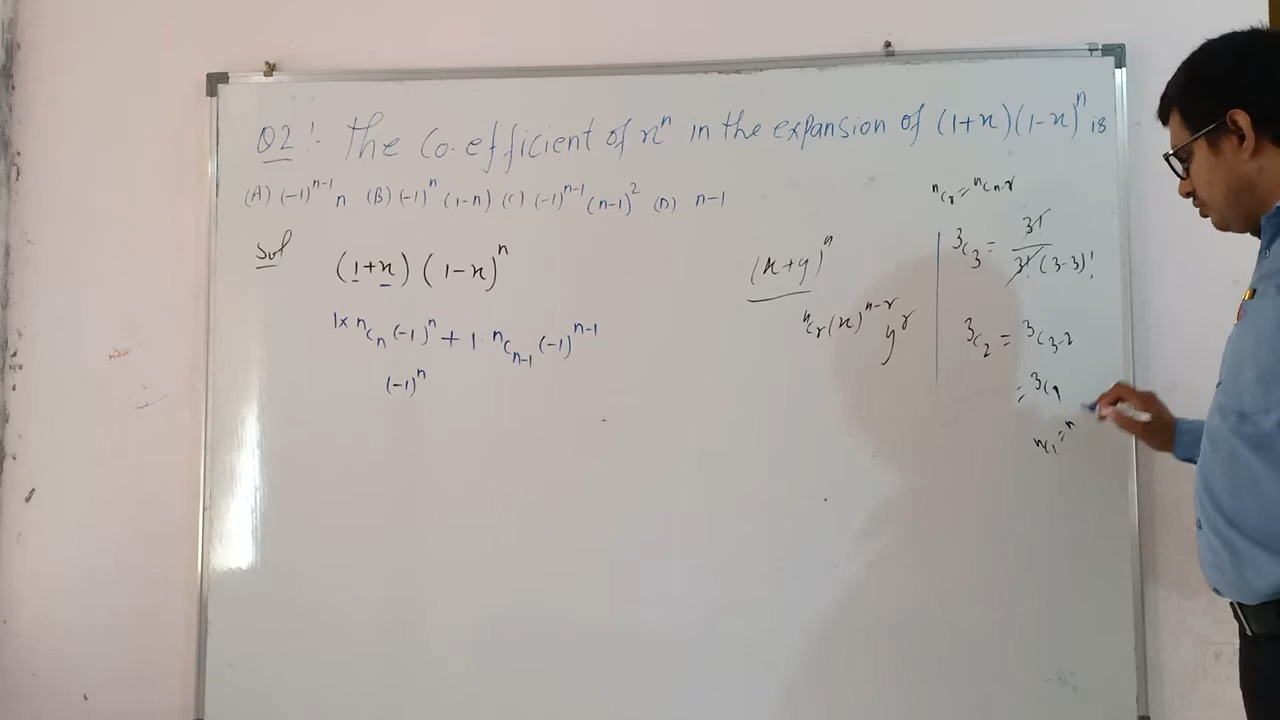 Q2:- The Co.efficient of xⁿ in the expansion of (1+x)(1-x)ⁿ is
(A) (-1)ⁿ⁻¹ n (B) (-1)ⁿ (1-n) (C) (-1)ⁿ⁻¹ (n-1)² (D) n-1
Sol
(1+x) (1-x)ⁿ
1× ⁿCₙ (-1)ⁿ + 1· ⁿCₙ₋₁ (-1)ⁿ⁻¹
(-1)ⁿ
(x+y)ⁿ
ⁿCᵣ (x)ⁿ⁻ʳ yʳ
ⁿCᵣ = ⁿCₙ₋ᵣ
³C₃ = 3! / 3! (3-3)!
³C₂ = ³C₃₋₂
= ³C₁
ⁿC₁ = n